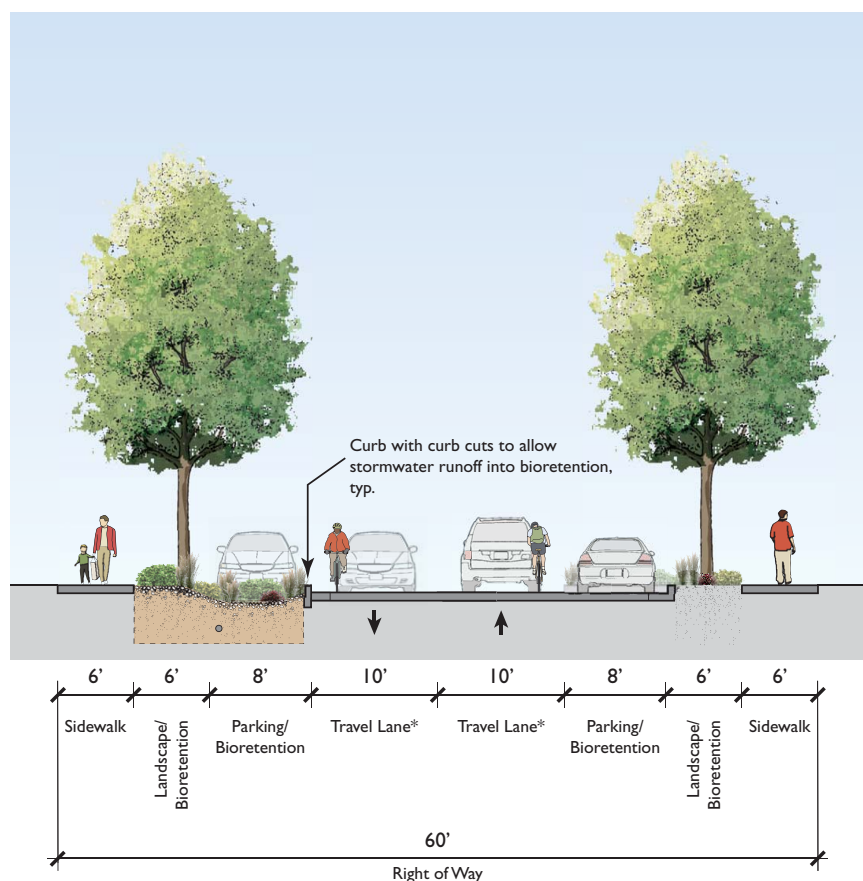 Curb with curb cuts to allow
stormwater runoff into bioretention,
typ.
6’ 6’ 8’ 10’ 10’ 8’ 6’ 6’
Sidewalk
Landscape/
Bioretention
Parking/
Bioretention
Travel Lane*
Travel Lane*
Parking/
Bioretention
Landscape/
Bioretention
Sidewalk
60’
Right of Way